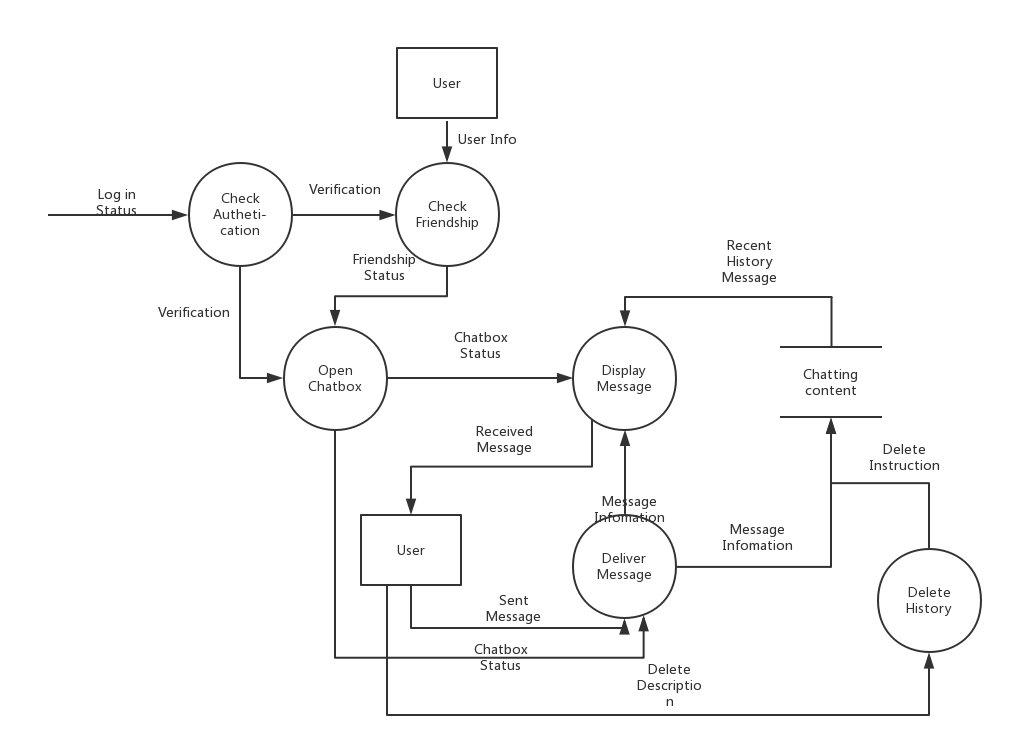 User
User Info
Log in
Status
Check
Autheti-
cation
Verification
Check
Friendship
Friendship
Status
Recent
History
Message
Verification
Open
Chatbox
Chatbox
Status
Display
Message
Chatting
content
Received
Message
Delete
Instruction
Message
Infomation
User
Deliver
Message
Message
Infomation
Delete
History
Sent
Message
Chatbox
Status
Delete
Descriptio
n